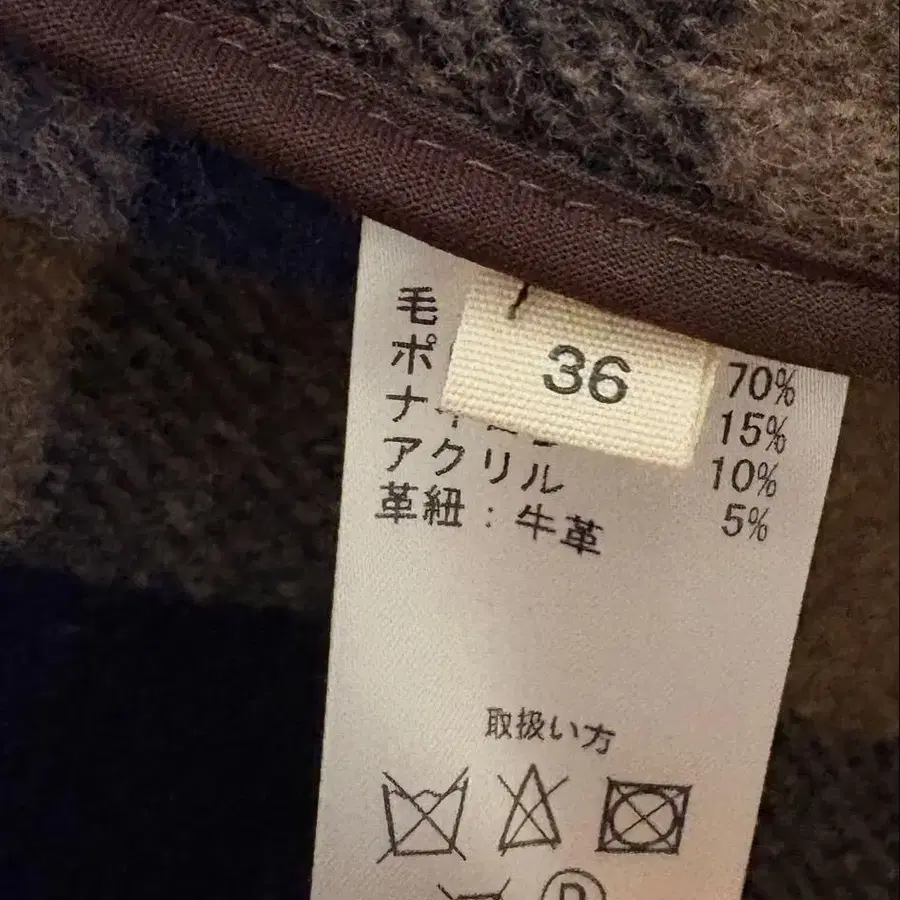 毛 70%
ポ 15%
ナ 10%
アクリル 5%
革紐：牛革
36
取扱い方
P